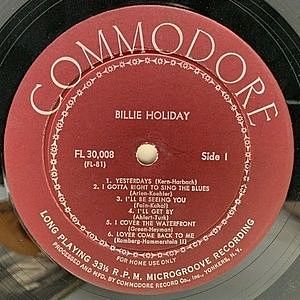 COMMODORE
BILLIE HOLIDAY
FL 30,008
(FL-81)
Side 1
1. YESTERDAYS (Kern-Harbach)
2. I GOTTA RIGHT TO SING THE BLUES
(Arlen-Koehler)
3. I'LL BE SEEING YOU
(Fain-Kahal)
4. I'LL GET BY
(Ahlert-Turk)
5. I COVER THE WATERFRONT
(Green-Heyman)
6. LOVER COME BACK TO ME
(Romberg-Hammerstein II)
FOR HOME USE ONLY
LONG PLAYING 33⅓ R.P.M. MICROGROOVE RECORDING
PROCESSED AND MFG. BY COMMODORE RECORD CO., INC., YONKERS, N. Y.